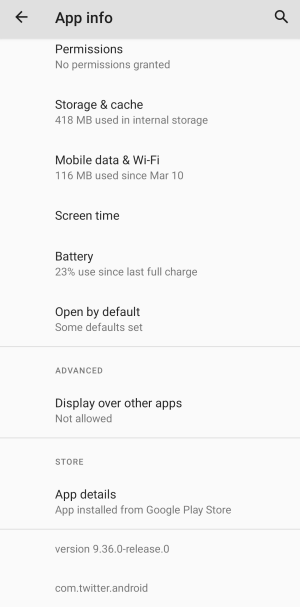 App info
Permissions
No permissions granted
Storage & cache
418 MB used in internal storage
Mobile data & Wi-Fi
116 MB used since Mar 10
Screen time
Battery
23% use since last full charge
Open by default
Some defaults set
ADVANCED
Display over other apps
Not allowed
STORE
App details
App installed from Google Play Store
version 9.36.0-release.0
com.twitter.android